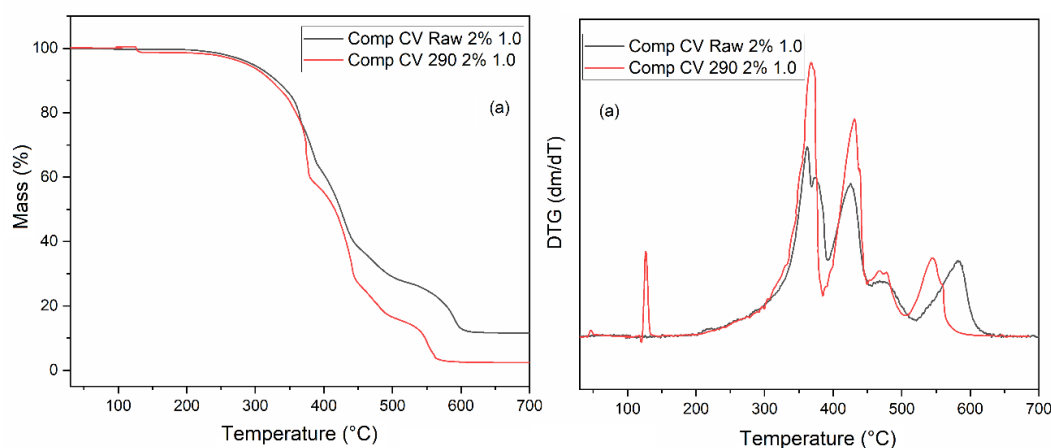 Comp CV Raw 2% 1.0
Comp CV 290 2% 1.0
(a)
Mass (%)
100
80
60
40
20
0
100 200 300 400 500 600 700
Temperature (°C)
Comp CV Raw 2% 1.0
Comp CV 290 2% 1.0
(a)
DTG (dm/dT)
100 200 300 400 500 600 700
Temperature (°C)